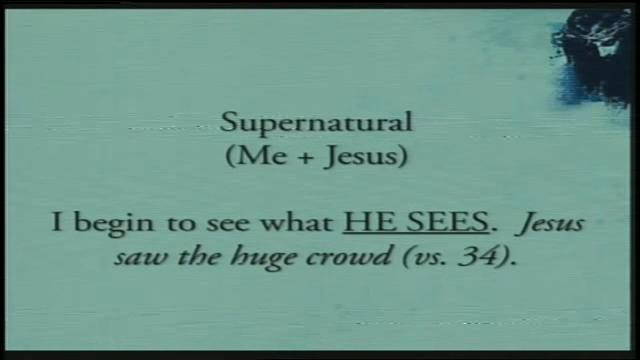 Supernatural
(Me + Jesus)
I begin to see what HE SEES. Jesus
saw the huge crowd (vs. 34).